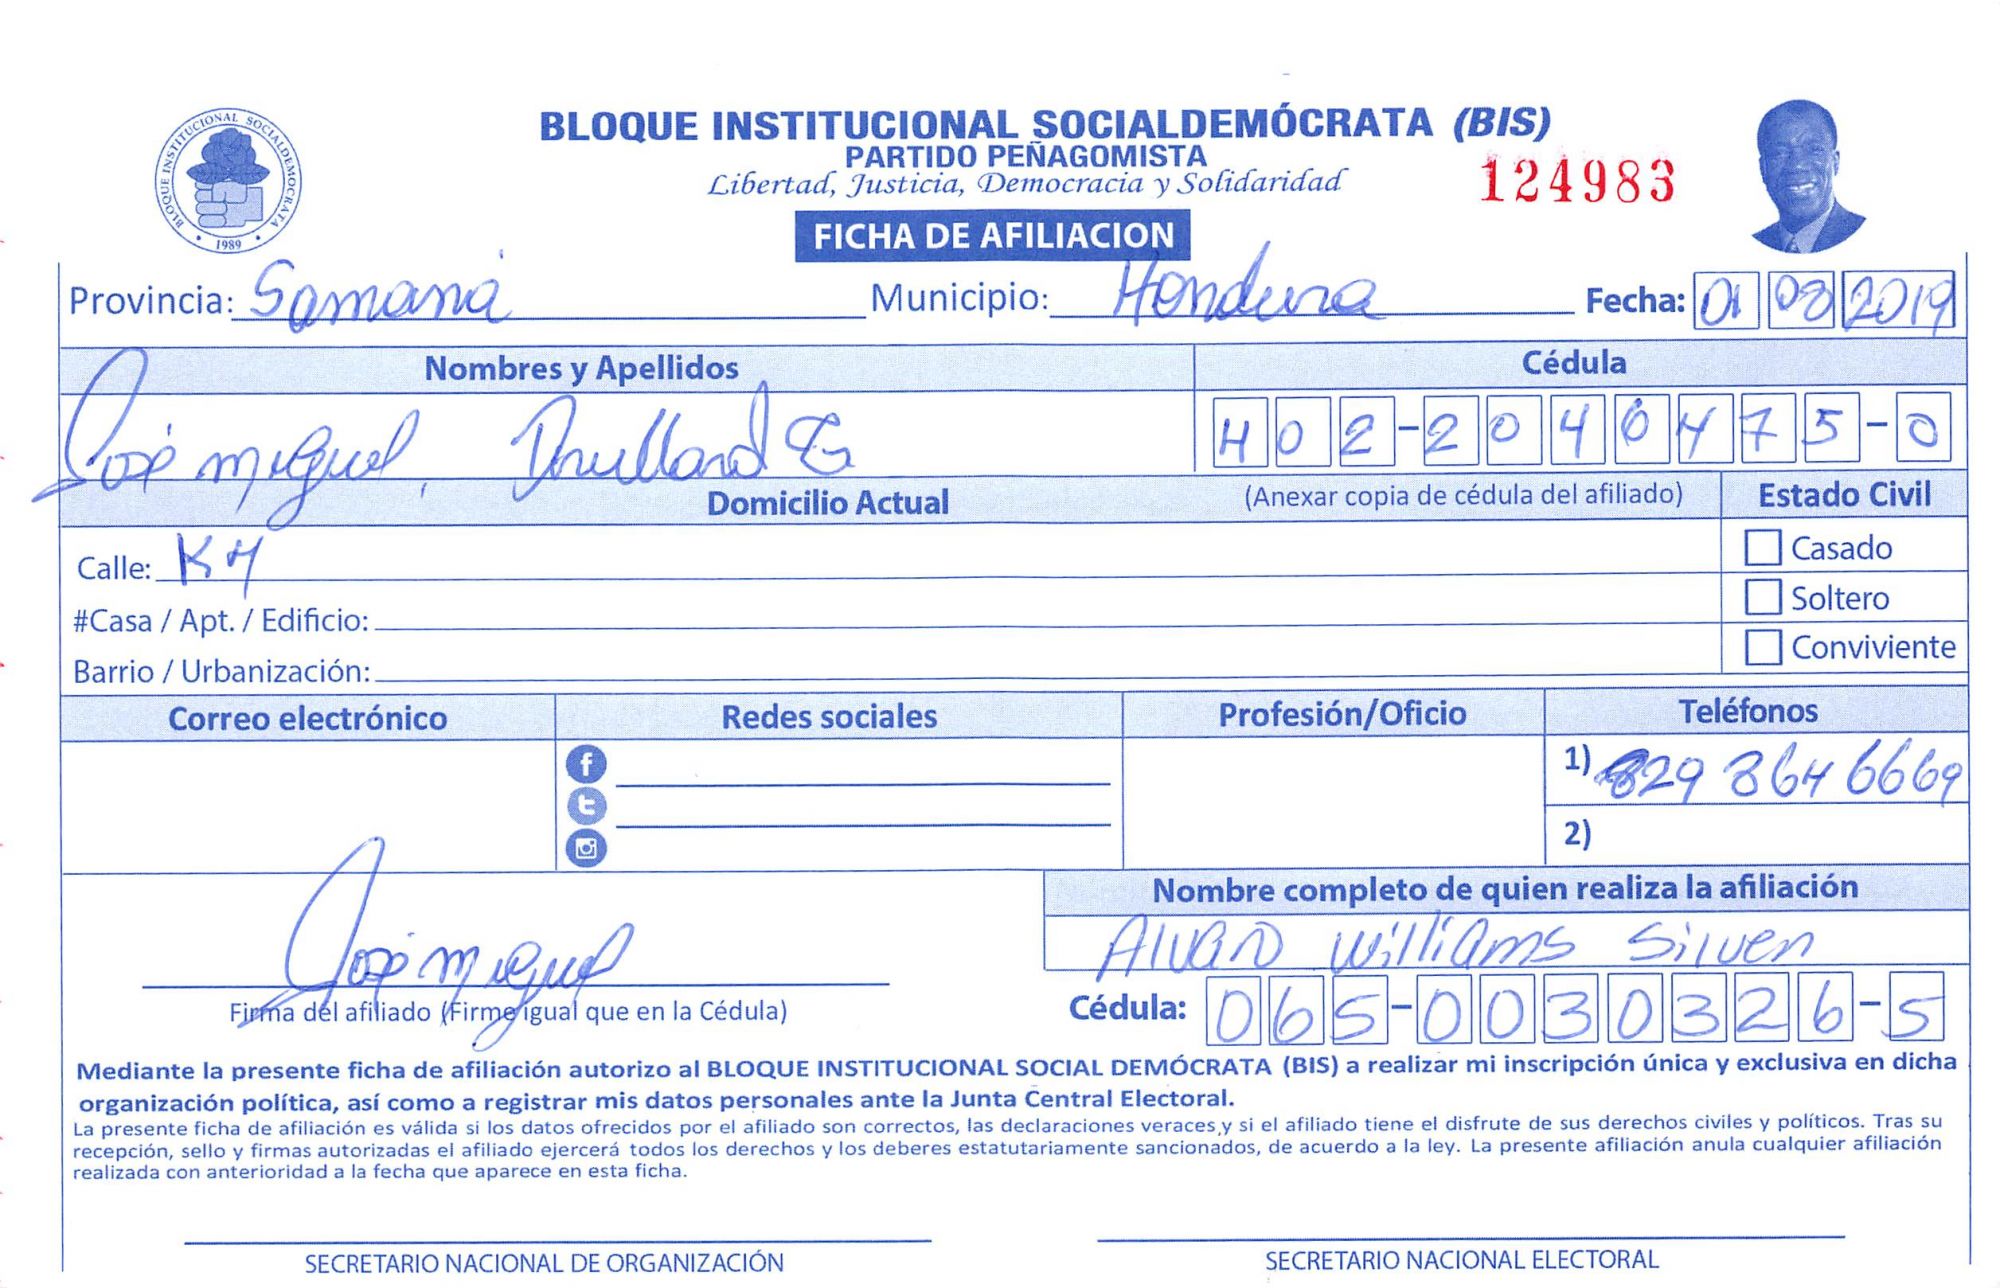 BLOQUE INSTITUCIONAL SOCIALDEMOCRATA
1989
BLOQUE INSTITUCIONAL SOCIALDEMÓCRATA (BIS)
PARTIDO PEÑAGOMISTA
Libertad, Justicia, Democracia y Solidaridad
124983
FICHA DE AFILIACION
Provincia: Samaná Municipio: Hondura Fecha: 01 08 2019
Nombres y Apellidos Cédula
José miguel, Drullard 402-2040475-0
Domicilio Actual (Anexar copia de cédula del afiliado) Estado Civil
Calle: K4 Casado
#Casa / Apt. / Edificio: Soltero
Barrio / Urbanización: Conviviente
Correo electrónico Redes sociales Profesión/Oficio Teléfonos
1) 829 864 6669
2)
Nombre completo de quien realiza la afiliación
José miguel Alvaro Williams Silven
Firma del afiliado (Firme igual que en la Cédula) Cédula: 065-0030326-5
Mediante la presente ficha de afiliación autorizo al BLOQUE INSTITUCIONAL SOCIAL DEMÓCRATA (BIS) a realizar mi inscripción única y exclusiva en dicha
organización política, así como a registrar mis datos personales ante la Junta Central Electoral.
La presente ficha de afiliación es válida si los datos ofrecidos por el afiliado son correctos, las declaraciones veraces,y si el afiliado tiene el disfrute de sus derechos civiles y políticos. Tras su
recepción, sello y firmas autorizadas el afiliado ejercerá todos los derechos y los deberes estatutariamente sancionados, de acuerdo a la ley. La presente afiliación anula cualquier afiliación
realizada con anterioridad a la fecha que aparece en esta ficha.
SECRETARIO NACIONAL DE ORGANIZACIÓN SECRETARIO NACIONAL ELECTORAL